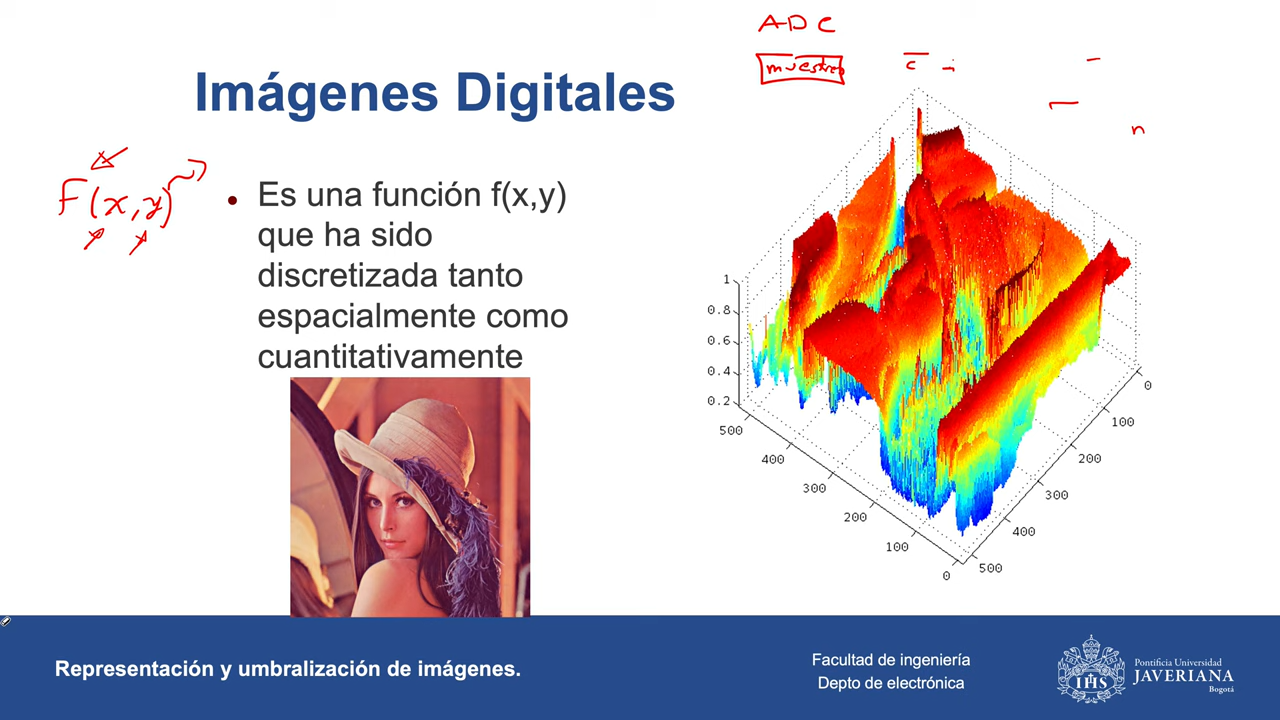 ADC
muestreo
Imágenes Digitales
F(x,y)
• Es una función f(x,y)
que ha sido
discretizada tanto
espacialmente como
cuantitativamente
n
1
0.8
0.6
0.4
0.2
500
400
300
200
100
0
0
100
200
300
400
500
Representación y umbralización de imágenes.
Facultad de ingeniería
Depto de electrónica
IHS
Pontificia Universidad
JAVERIANA
Bogotá